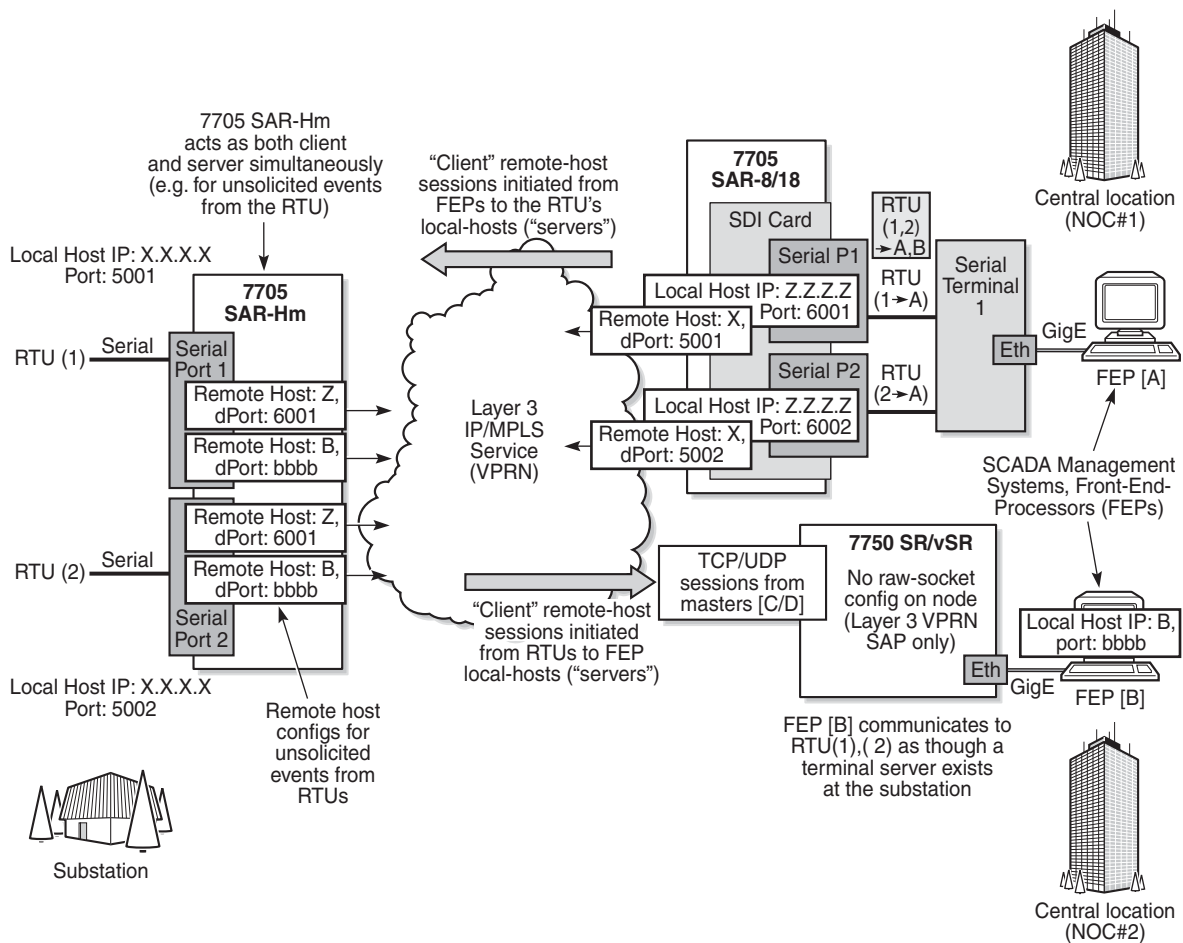 7705 SAR-Hm
acts as both client
and server simultaneously
(e.g. for unsolicited events
from the RTU)
Local Host IP: X.X.X.X
Port: 5001
7705
SAR-Hm
RTU (1)
Serial
Serial
Port 1
Remote Host: Z,
dPort: 6001
Remote Host: B,
dPort: bbbb
Remote Host: Z,
dPort: 6001
RTU (2)
Serial
Remote Host: B,
dPort: bbbb
Serial
Port 2
Local Host IP: X.X.X.X
Port: 5002
Remote host
configs for
unsolicited
events from
RTUs
Substation
"Client" remote-host
sessions initiated from
FEPs to the RTU's
local-hosts ("servers")
Layer 3
IP/MPLS
Service
(VPRN)
"Client" remote-host
sessions initiated
from RTUs to FEP
local-hosts ("servers")
7705
SAR-8/18
SDI Card
Serial P1
Local Host IP: Z.Z.Z.Z
Port: 6001
Remote Host: X,
dPort: 5001
Serial P2
Local Host IP: Z.Z.Z.Z
Port: 6002
Remote Host: X,
dPort: 5002
RTU
(1,2)
➔A,B
RTU
(1➔A)
RTU
(2➔A)
Serial
Terminal
1
Eth
GigE
Central location
(NOC#1)
FEP [A]
SCADA Management
Systems, Front-End-
Processors (FEPs)
TCP/UDP
sessions from
masters [C/D]
7750 SR/vSR
No raw-socket
config on node
(Layer 3 VPRN
SAP only)
Eth
GigE
Local Host IP: B,
port: bbbb
FEP [B]
FEP [B] communicates to
RTU(1),( 2) as though a
terminal server exists
at the substation
Central location
(NOC#2)